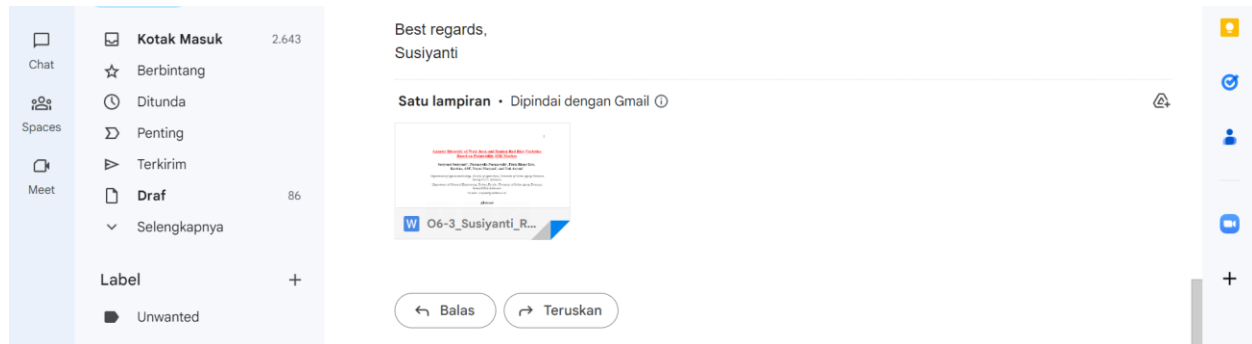 Chat
Spaces
Meet
Kotak Masuk 2.643
Berbintang
Ditunda
Penting
Terkirim
Draf 86
Selengkapnya
Label
Unwanted
Best regards,
Susiyanti
Satu lampiran • Dipindai dengan Gmail
W O6-3_Susiyanti_R...
Balas
Teruskan